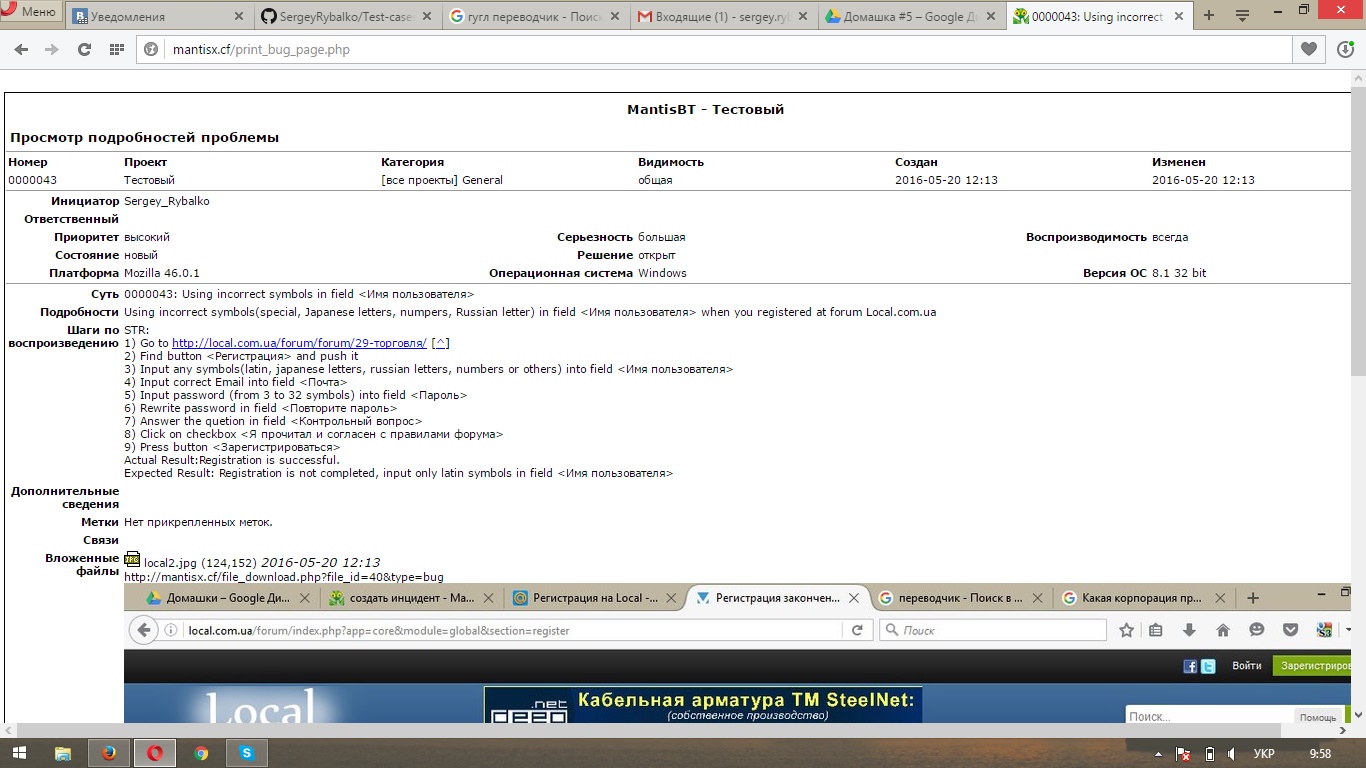 Меню
Уведомления
SergeyRybalko/Test-case
гугл переводчик - Поис
Входящие (1) - sergey.ry
Домашка #5 – Google Ди
0000043: Using incorrect
mantisx.cf/print_bug_page.php
MantisBT - Тестовый
Просмотр подробностей проблемы
Номер Проект Категория Видимость Создан Изменен
0000043 Тестовый [все проекты] General общая 2016-05-20 12:13 2016-05-20 12:13
Инициатор Sergey_Rybalko
Ответственный
Приоритет высокий Серьезность большая Воспроизводимость всегда
Состояние новый Решение открыт
Платформа Mozilla 46.0.1 Операционная система Windows Версия ОС 8.1 32 bit
Суть 0000043: Using incorrect symbols in field <Имя пользователя>
Подробности Using incorrect symbols(special, Japanese letters, numpers, Russian letter) in field <Имя пользователя> when you registered at forum Local.com.ua
Шаги по воспроизведению STR:
1) Go to http://local.com.ua/forum/forum/29-торговля/ [^]
2) Find button <Регистрация> and push it
3) Input any symbols(latin, japanese letters, russian letters, numbers or others) into field <Имя пользователя>
4) Input correct Email into field <Почта>
5) Input password (from 3 to 32 symbols) into field <Пароль>
6) Rewrite password in field <Повторите пароль>
7) Answer the quetion in field <Контрольный вопрос>
8) Click on checkbox <Я прочитал и согласен с правилами форума>
9) Press button <Зарегистрироваться>
Actual Result:Registration is successful.
Expected Result: Registration is not completed, input only latin symbols in field <Имя пользователя>
Дополнительные сведения
Метки Нет прикрепленных меток.
Связи
Вложенные файлы local2.jpg (124,152) 2016-05-20 12:13
http://mantisx.cf/file_download.php?file_id=40&type=bug
Домашки – Google Ди...
создать инцидент - Ma...
Регистрация на Local -...
Регистрация закончен...
переводчик - Поиск в ...
Какая корпорация пр...
local.com.ua/forum/index.php?app=core&module=global&section=register
Поиск
Войти
Зарегистриров
Local
.net
Кабельная арматура ТМ SteelNet:
(собственное производство)
Поиск...
Помощь
УКР
9:58